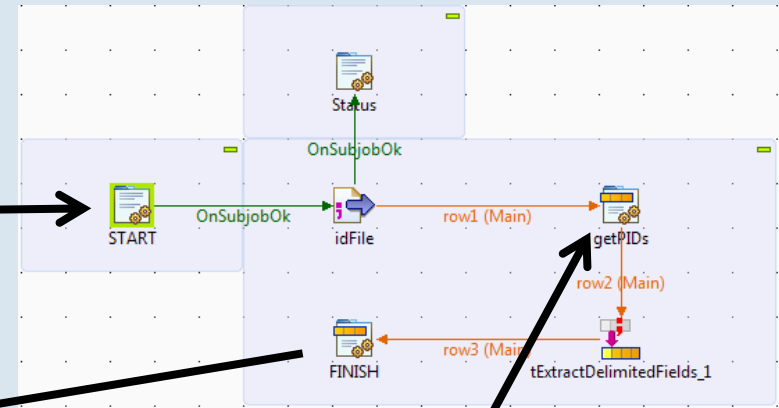 Status
OnSubjobOk
OnSubjobOk
row1 (Main)
START
idFile
getPIDs
row2 (Main)
row3 (Main)
FINISH
tExtractDelimitedFields_1